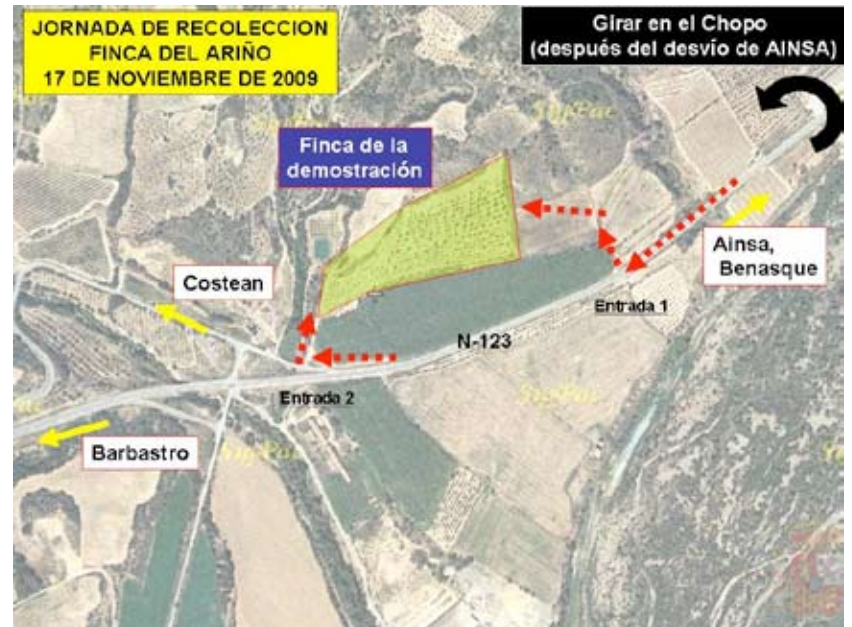 JORNADA DE RECOLECCION
FINCA DEL ARIÑO
17 DE NOVIEMBRE DE 2009
Girar en el Chopo
(después del desvío de AINSA)
Finca de la
demostración
Ainsa,
Benasque
Costean
Entrada 1
N-123
Entrada 2
Barbastro